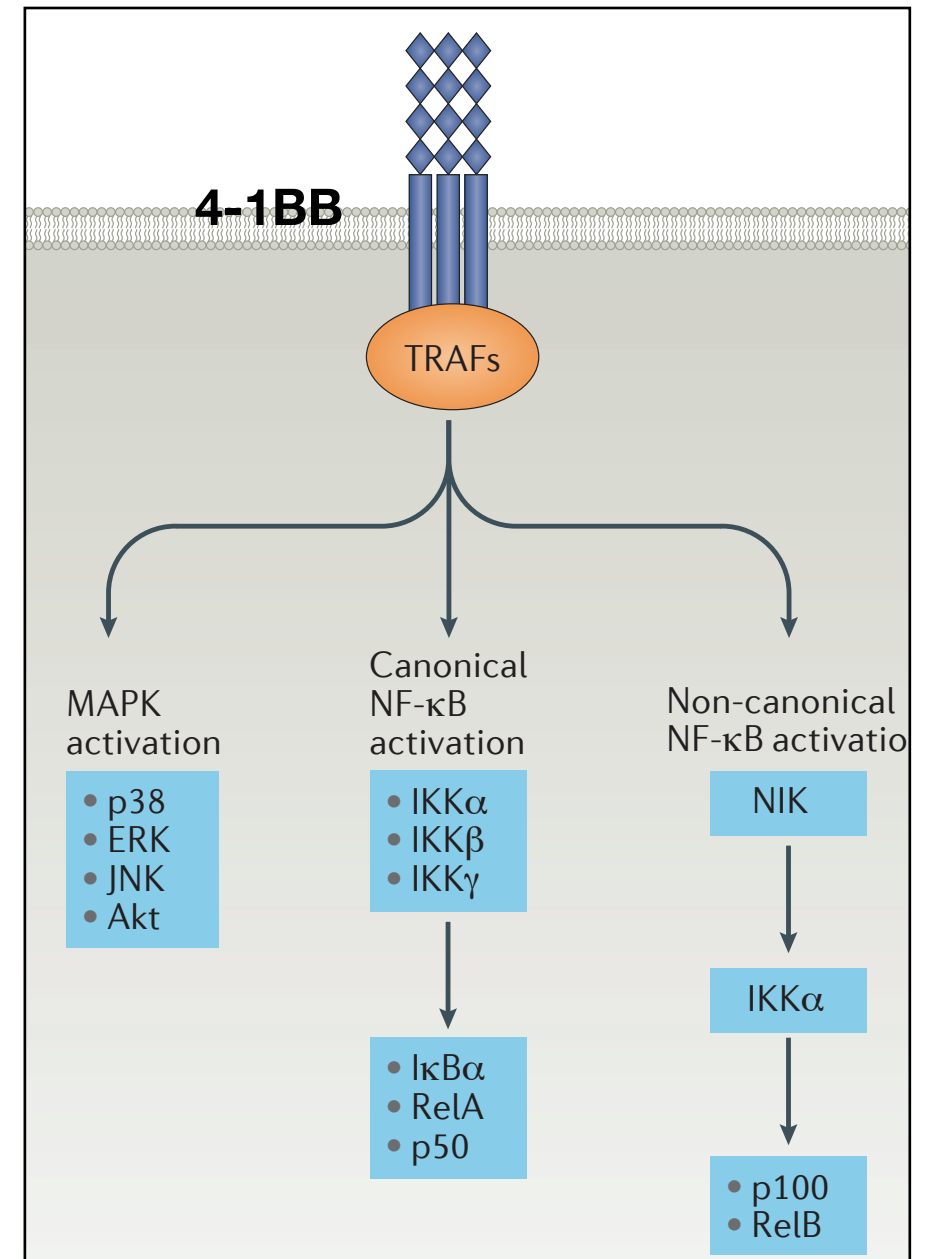 4-1BB
TRAFs
MAPK
activation
• p38
• ERK
• JNK
• Akt
Canonical
NF-κB
activation
• IKKα
• IKKβ
• IKKγ
• IκBα
• RelA
• p50
Non-canonical
NF-κB activatio
NIK
IKKα
• p100
• RelB